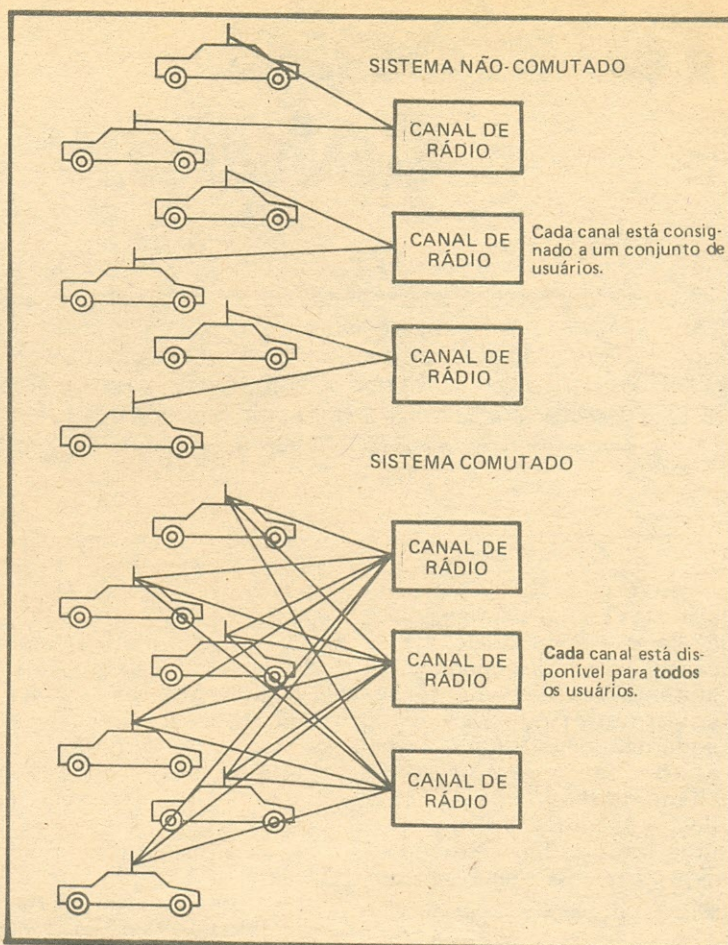 SISTEMA NÃO-COMUTADO
CANAL DE
RÁDIO
CANAL DE
RÁDIO
Cada canal está consig-
nado a um conjunto de
usuários.
CANAL DE
RÁDIO
SISTEMA COMUTADO
CANAL DE
RÁDIO
CANAL DE
RÁDIO
Cada canal está dis-
ponível para todos
os usuários.
CANAL DE
RÁDIO